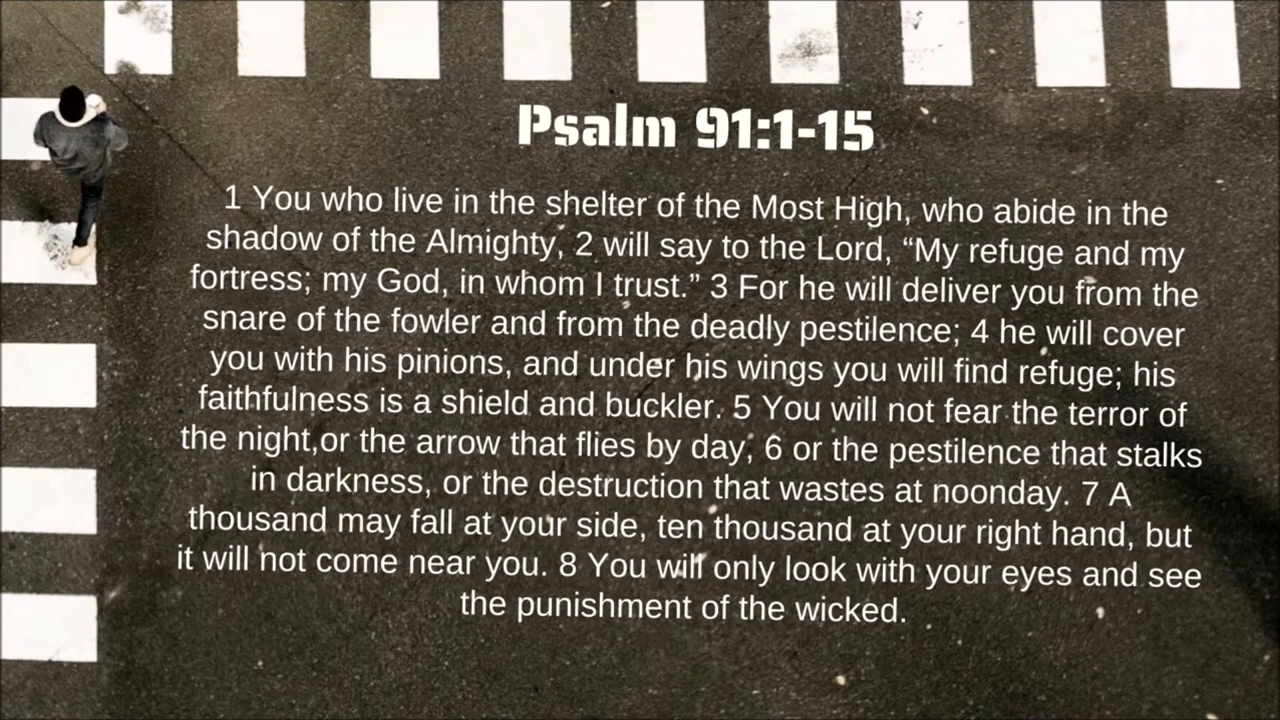 Psalm 91:1-15
1 You who live in the shelter of the Most High, who abide in the
shadow of the Almighty, 2 will say to the Lord, “My refuge and my
fortress; my God, in whom I trust.” 3 For he will deliver you from the
snare of the fowler and from the deadly pestilence; 4 he will cover
you with his pinions, and under his wings you will find refuge; his
faithfulness is a shield and buckler. 5 You will not fear the terror of
the night,or the arrow that flies by day, 6 or the pestilence that stalks
in darkness, or the destruction that wastes at noonday. 7 A
thousand may fall at your side, ten thousand at your right hand, but
it will not come near you. 8 You will only look with your eyes and see
the punishment of the wicked.